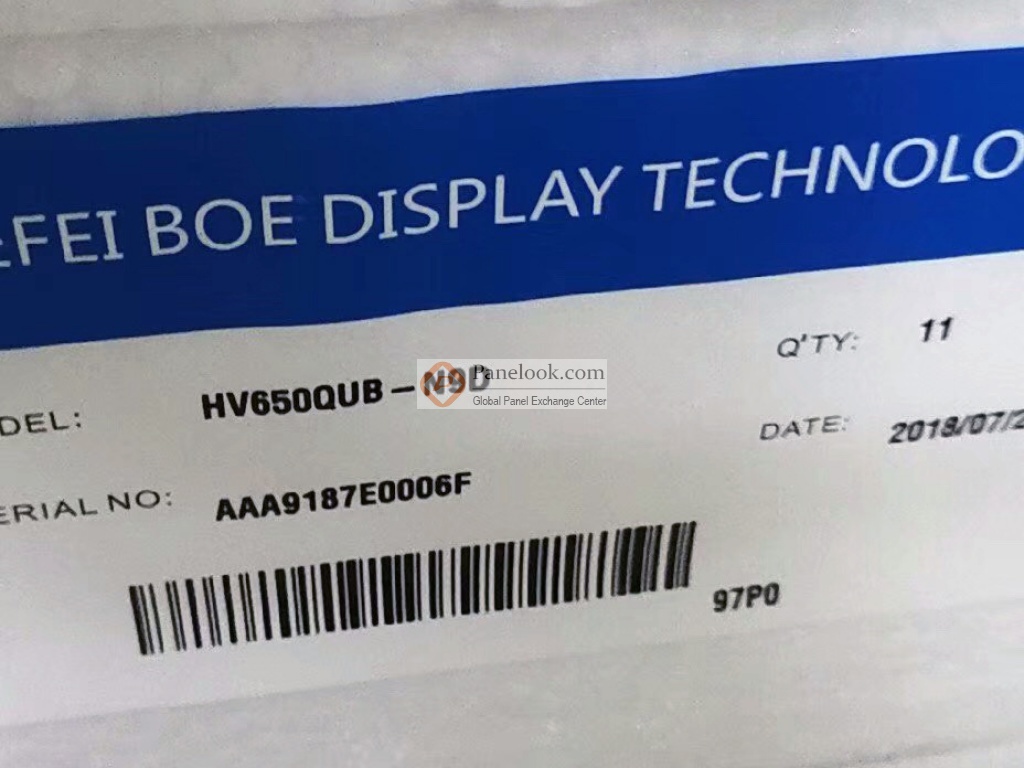 EFEI BOE DISPLAY TECHNOLO
DEL: HV650QUB-N9D Q'TY: 11
Panelook.com
Global Panel Exchange Center
ERIAL NO: AAA9187E0006F DATE: 2018/07/2
97P0